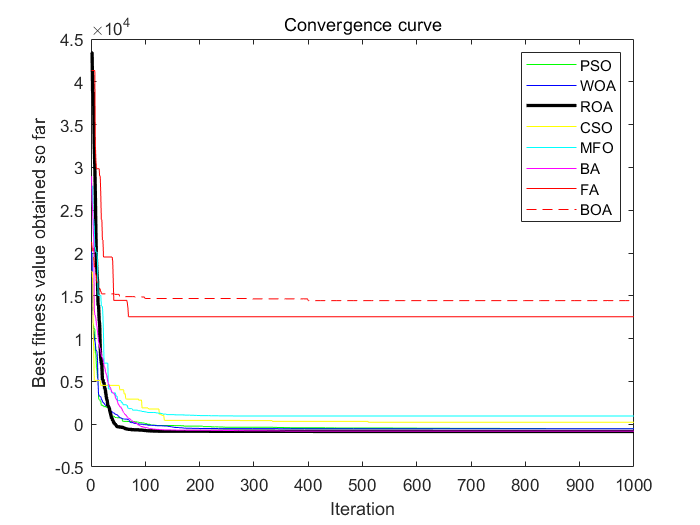 ×10^4
Convergence curve
4.5
4
3.5
3
2.5
2
1.5
1
0.5
0
-0.5
Best fitness value obtained so far
PSO
WOA
ROA
CSO
MFO
BA
FA
BOA
0 100 200 300 400 500 600 700 800 900 1000
Iteration